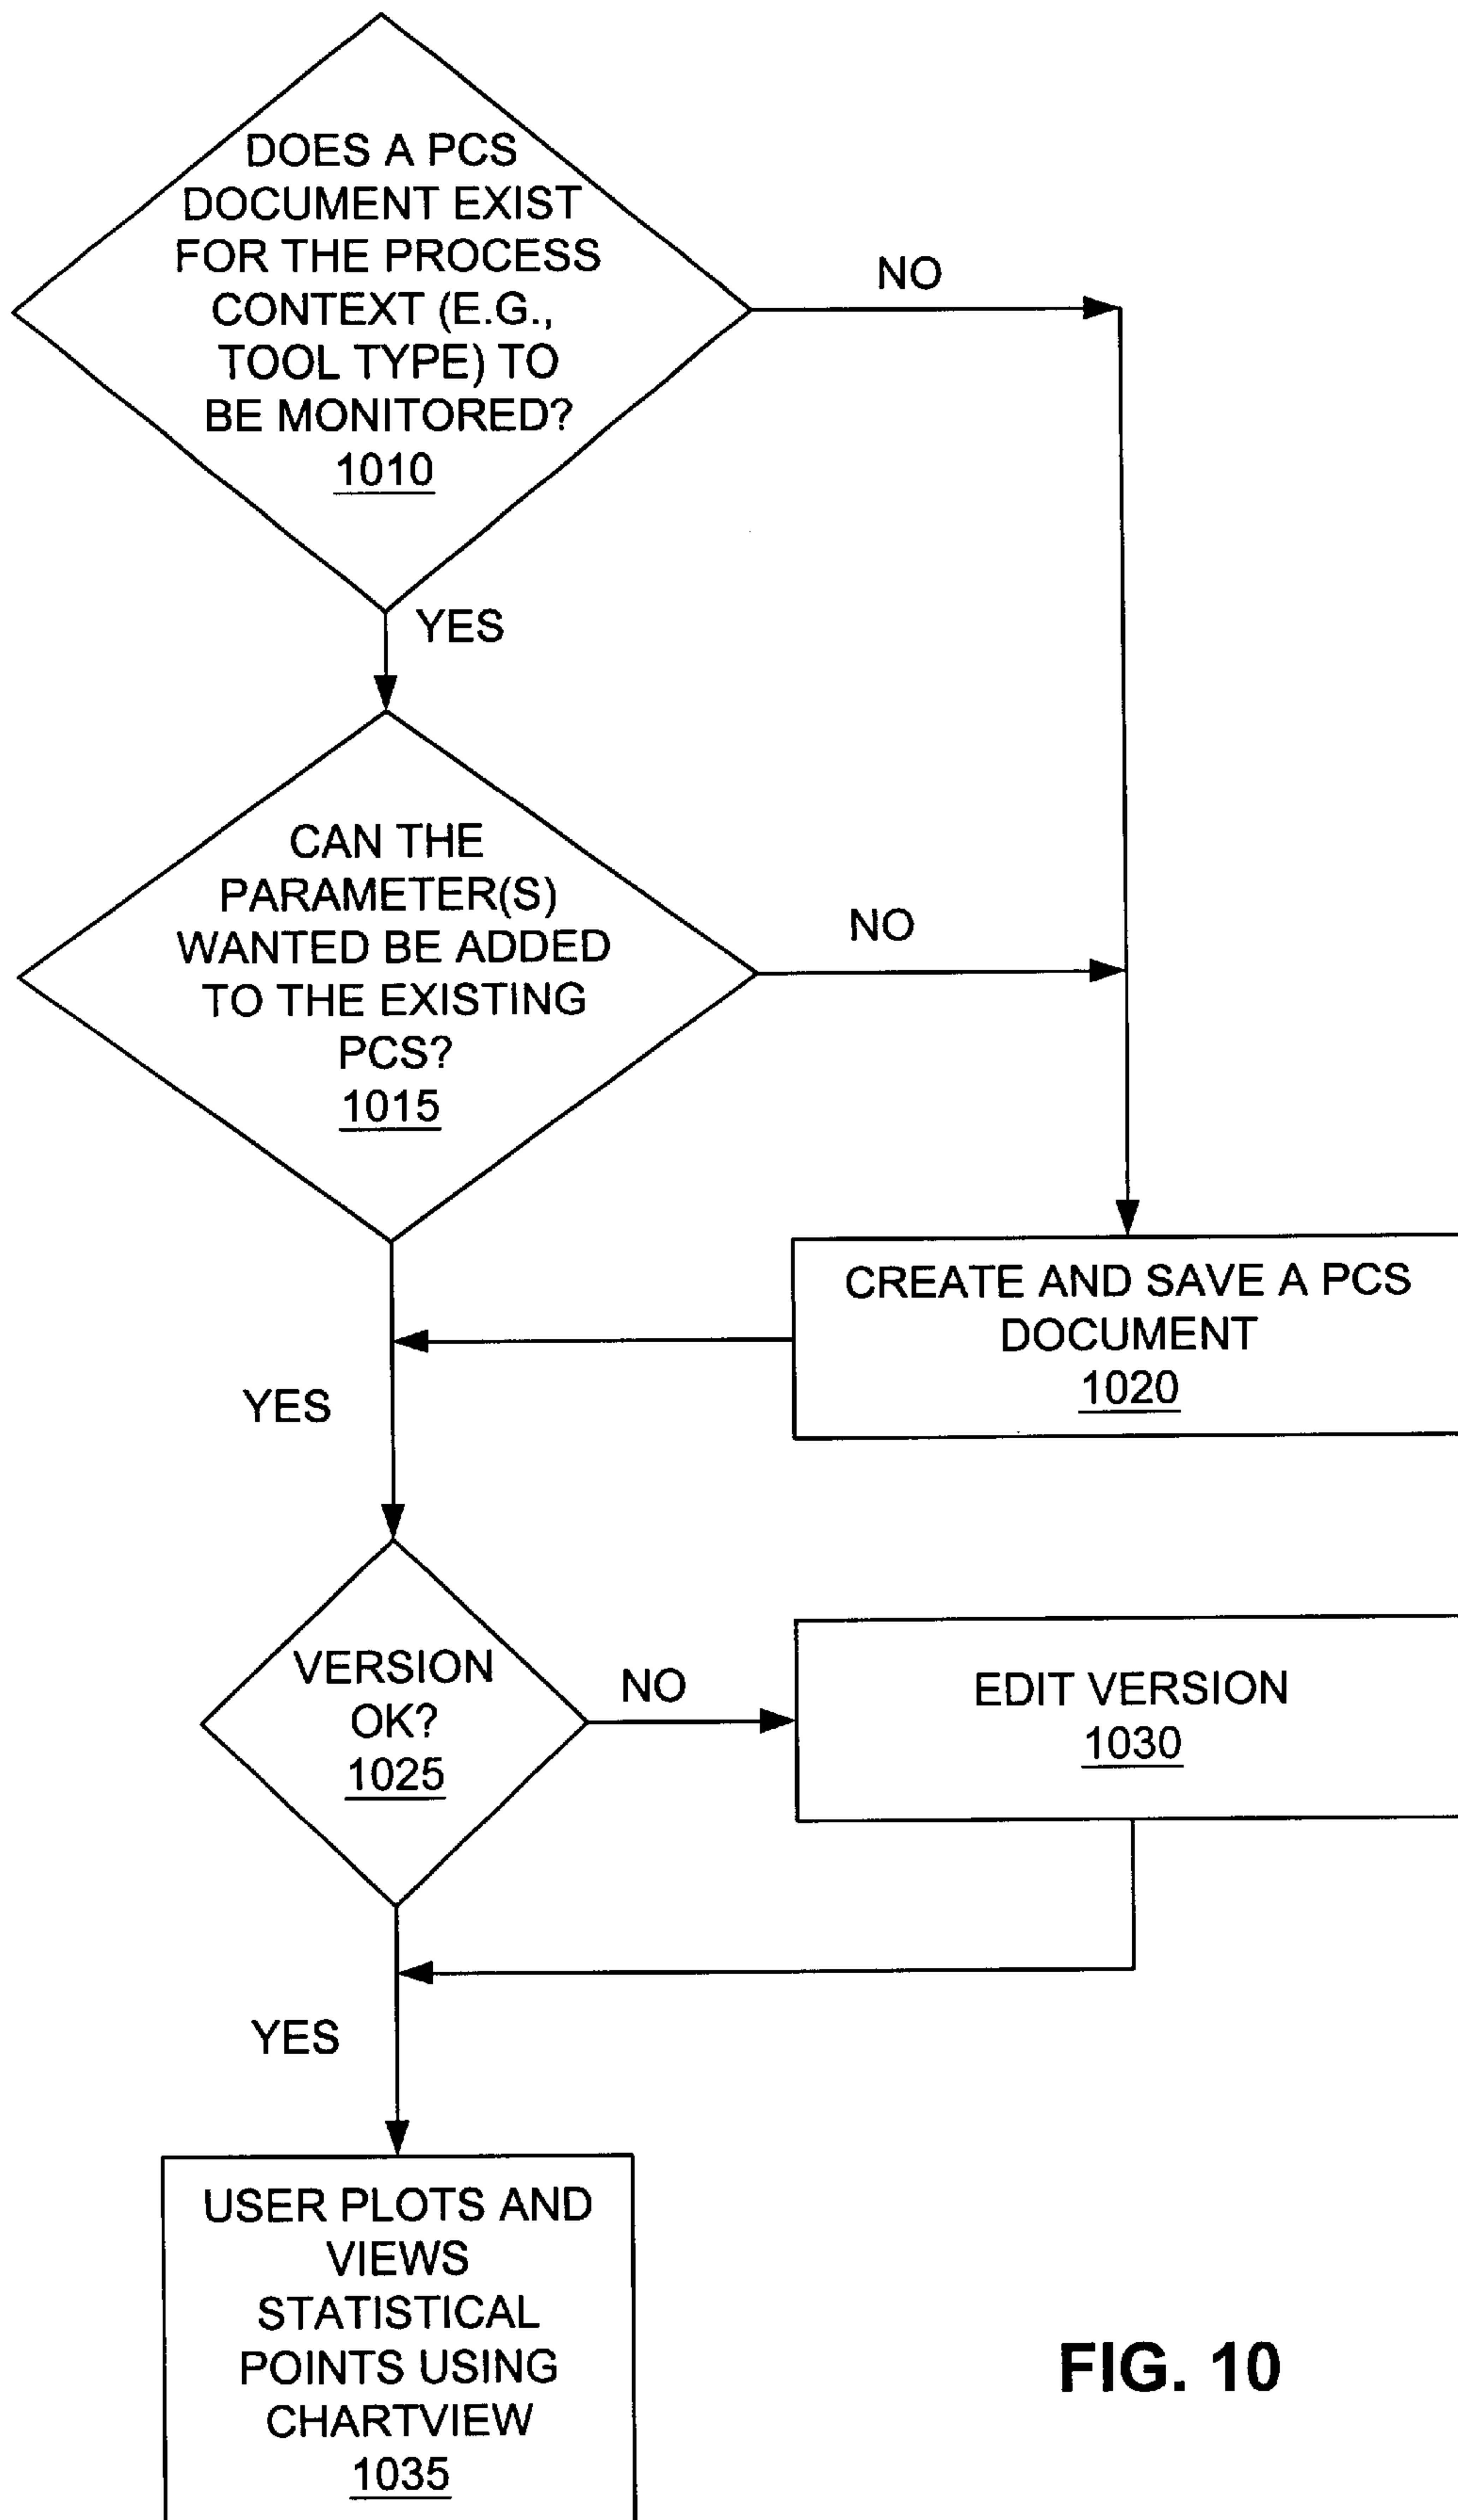 DOES A PCS
DOCUMENT EXIST
FOR THE PROCESS
CONTEXT (E.G.,
TOOL TYPE) TO
BE MONITORED?
1010
NO
YES
CAN THE
PARAMETER(S)
WANTED BE ADDED
TO THE EXISTING
PCS?
1015
NO
CREATE AND SAVE A PCS
DOCUMENT
1020
YES
VERSION
OK?
1025
NO
EDIT VERSION
1030
YES
USER PLOTS AND
VIEWS
STATISTICAL
POINTS USING
CHARTVIEW
1035
FIG. 10